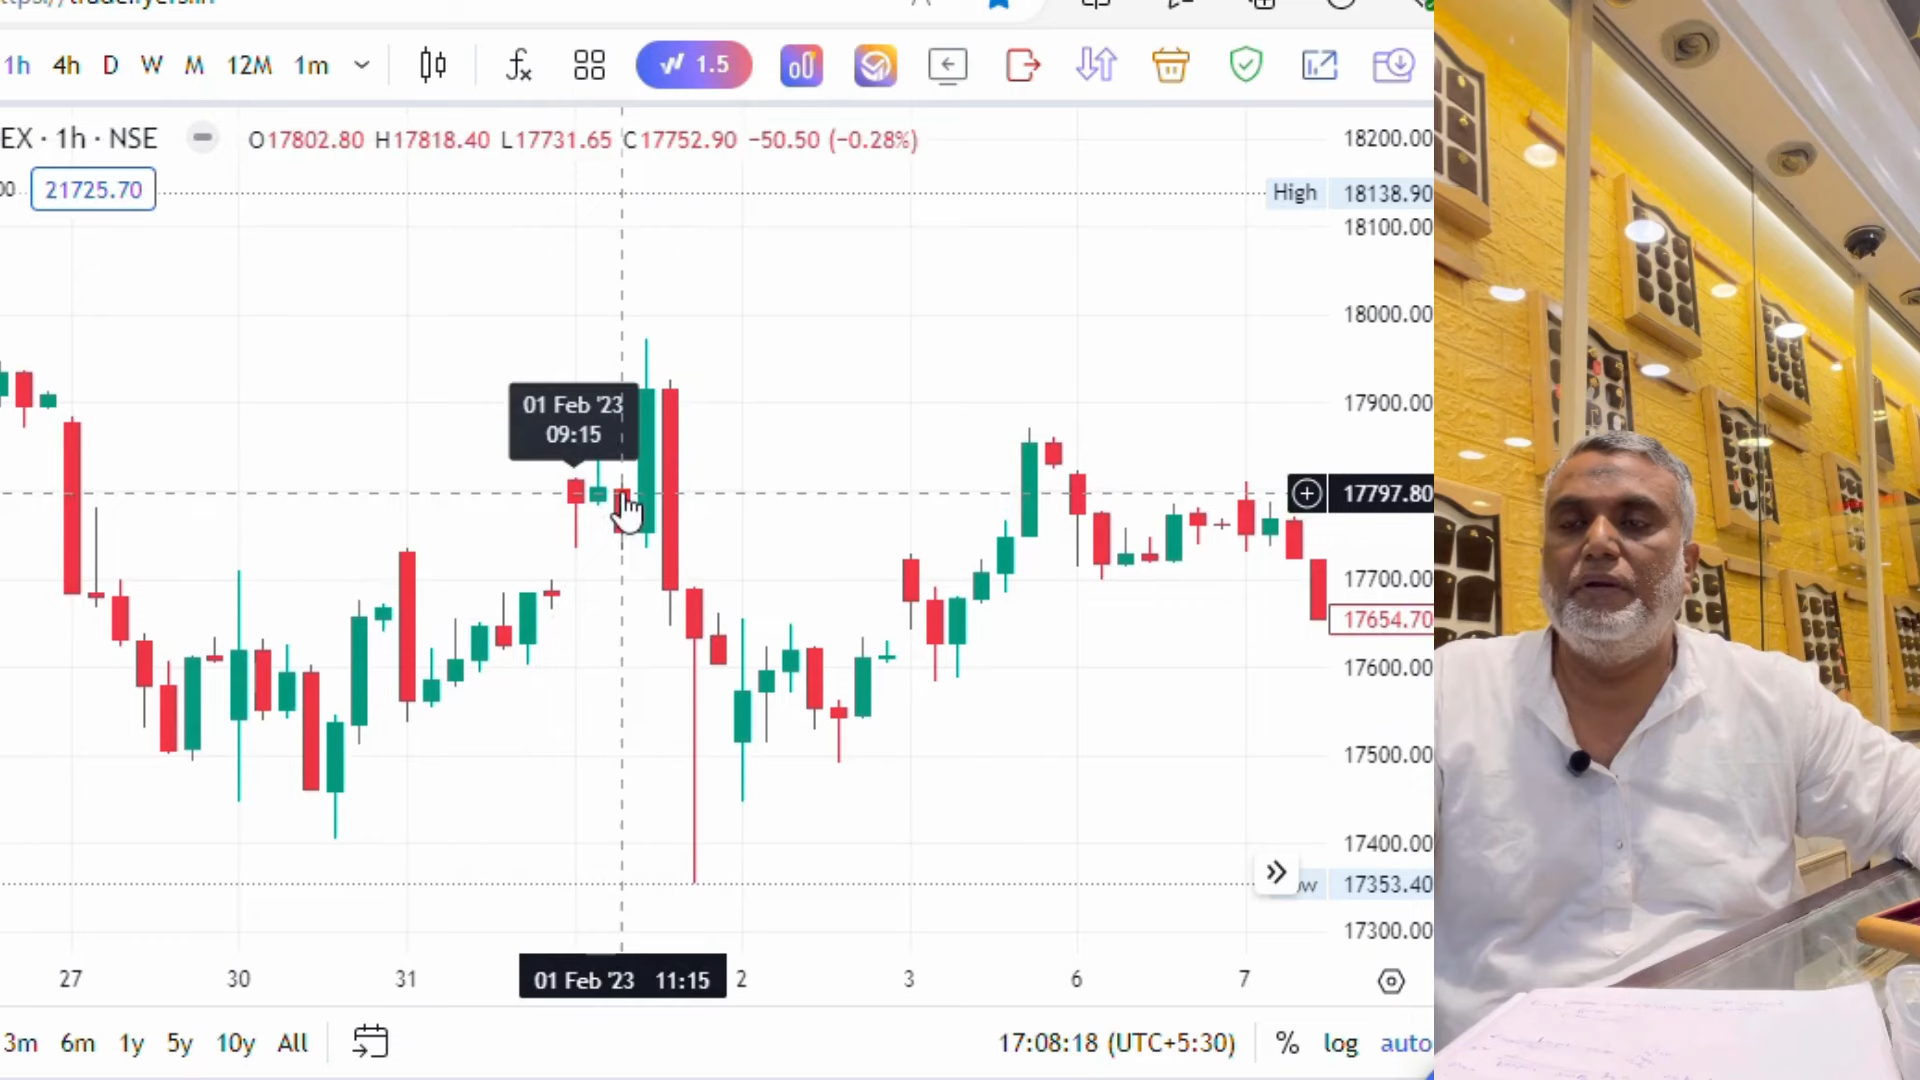 1h 4h D W M 12M 1m 1.5
EX · 1h · NSE O17802.80 H17818.40 L17731.65 C17752.90 −50.50 (−0.28%)
21725.70
18200.00
High 18138.90
18100.00
18000.00
17900.00
01 Feb '23
09:15
17797.80
17700.00
17654.70
17600.00
17500.00
17400.00
17353.40
17300.00
27 30 31 01 Feb '23 11:15 2 3 6 7
3m 6m 1y 5y 10y All 17:08:18 (UTC+5:30) % log auto